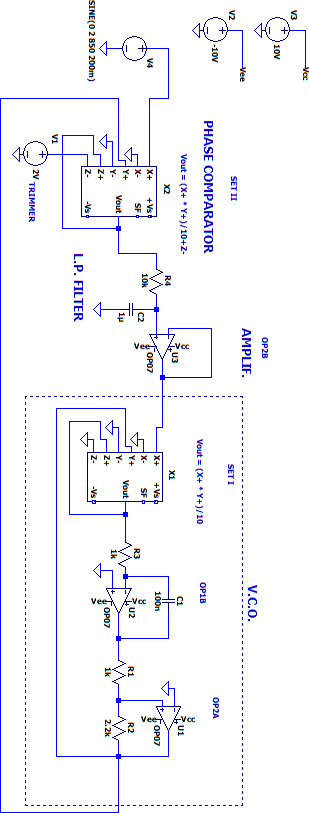 V3
10V
Vcc
V2
-10V
Vee
SINE(0 2 850 200m)
V4
SET II
Vout = (X+ * Y+)/10+Z-
PHASE COMPARATOR
X2
X+
X-
Y+
Y-
Z+
Z-
+Vs
SF
Vout
-Vs
V1
2V
TRIMMER
R4
10k
C2
1µ
L.P. FILTER
OP2B
AMPLIF.
Vcc
Vee
U3
OP07
V.C.O.
SET I
Vout = (X+ * Y+)/10
X1
X+
X-
Y+
Y-
Z+
Z-
+Vs
SF
Vout
-Vs
R3
1k
OP1B
C1
100n
Vcc
Vee
U2
OP07
R1
1k
OP2A
Vcc
Vee
U1
OP07
R2
2.2k